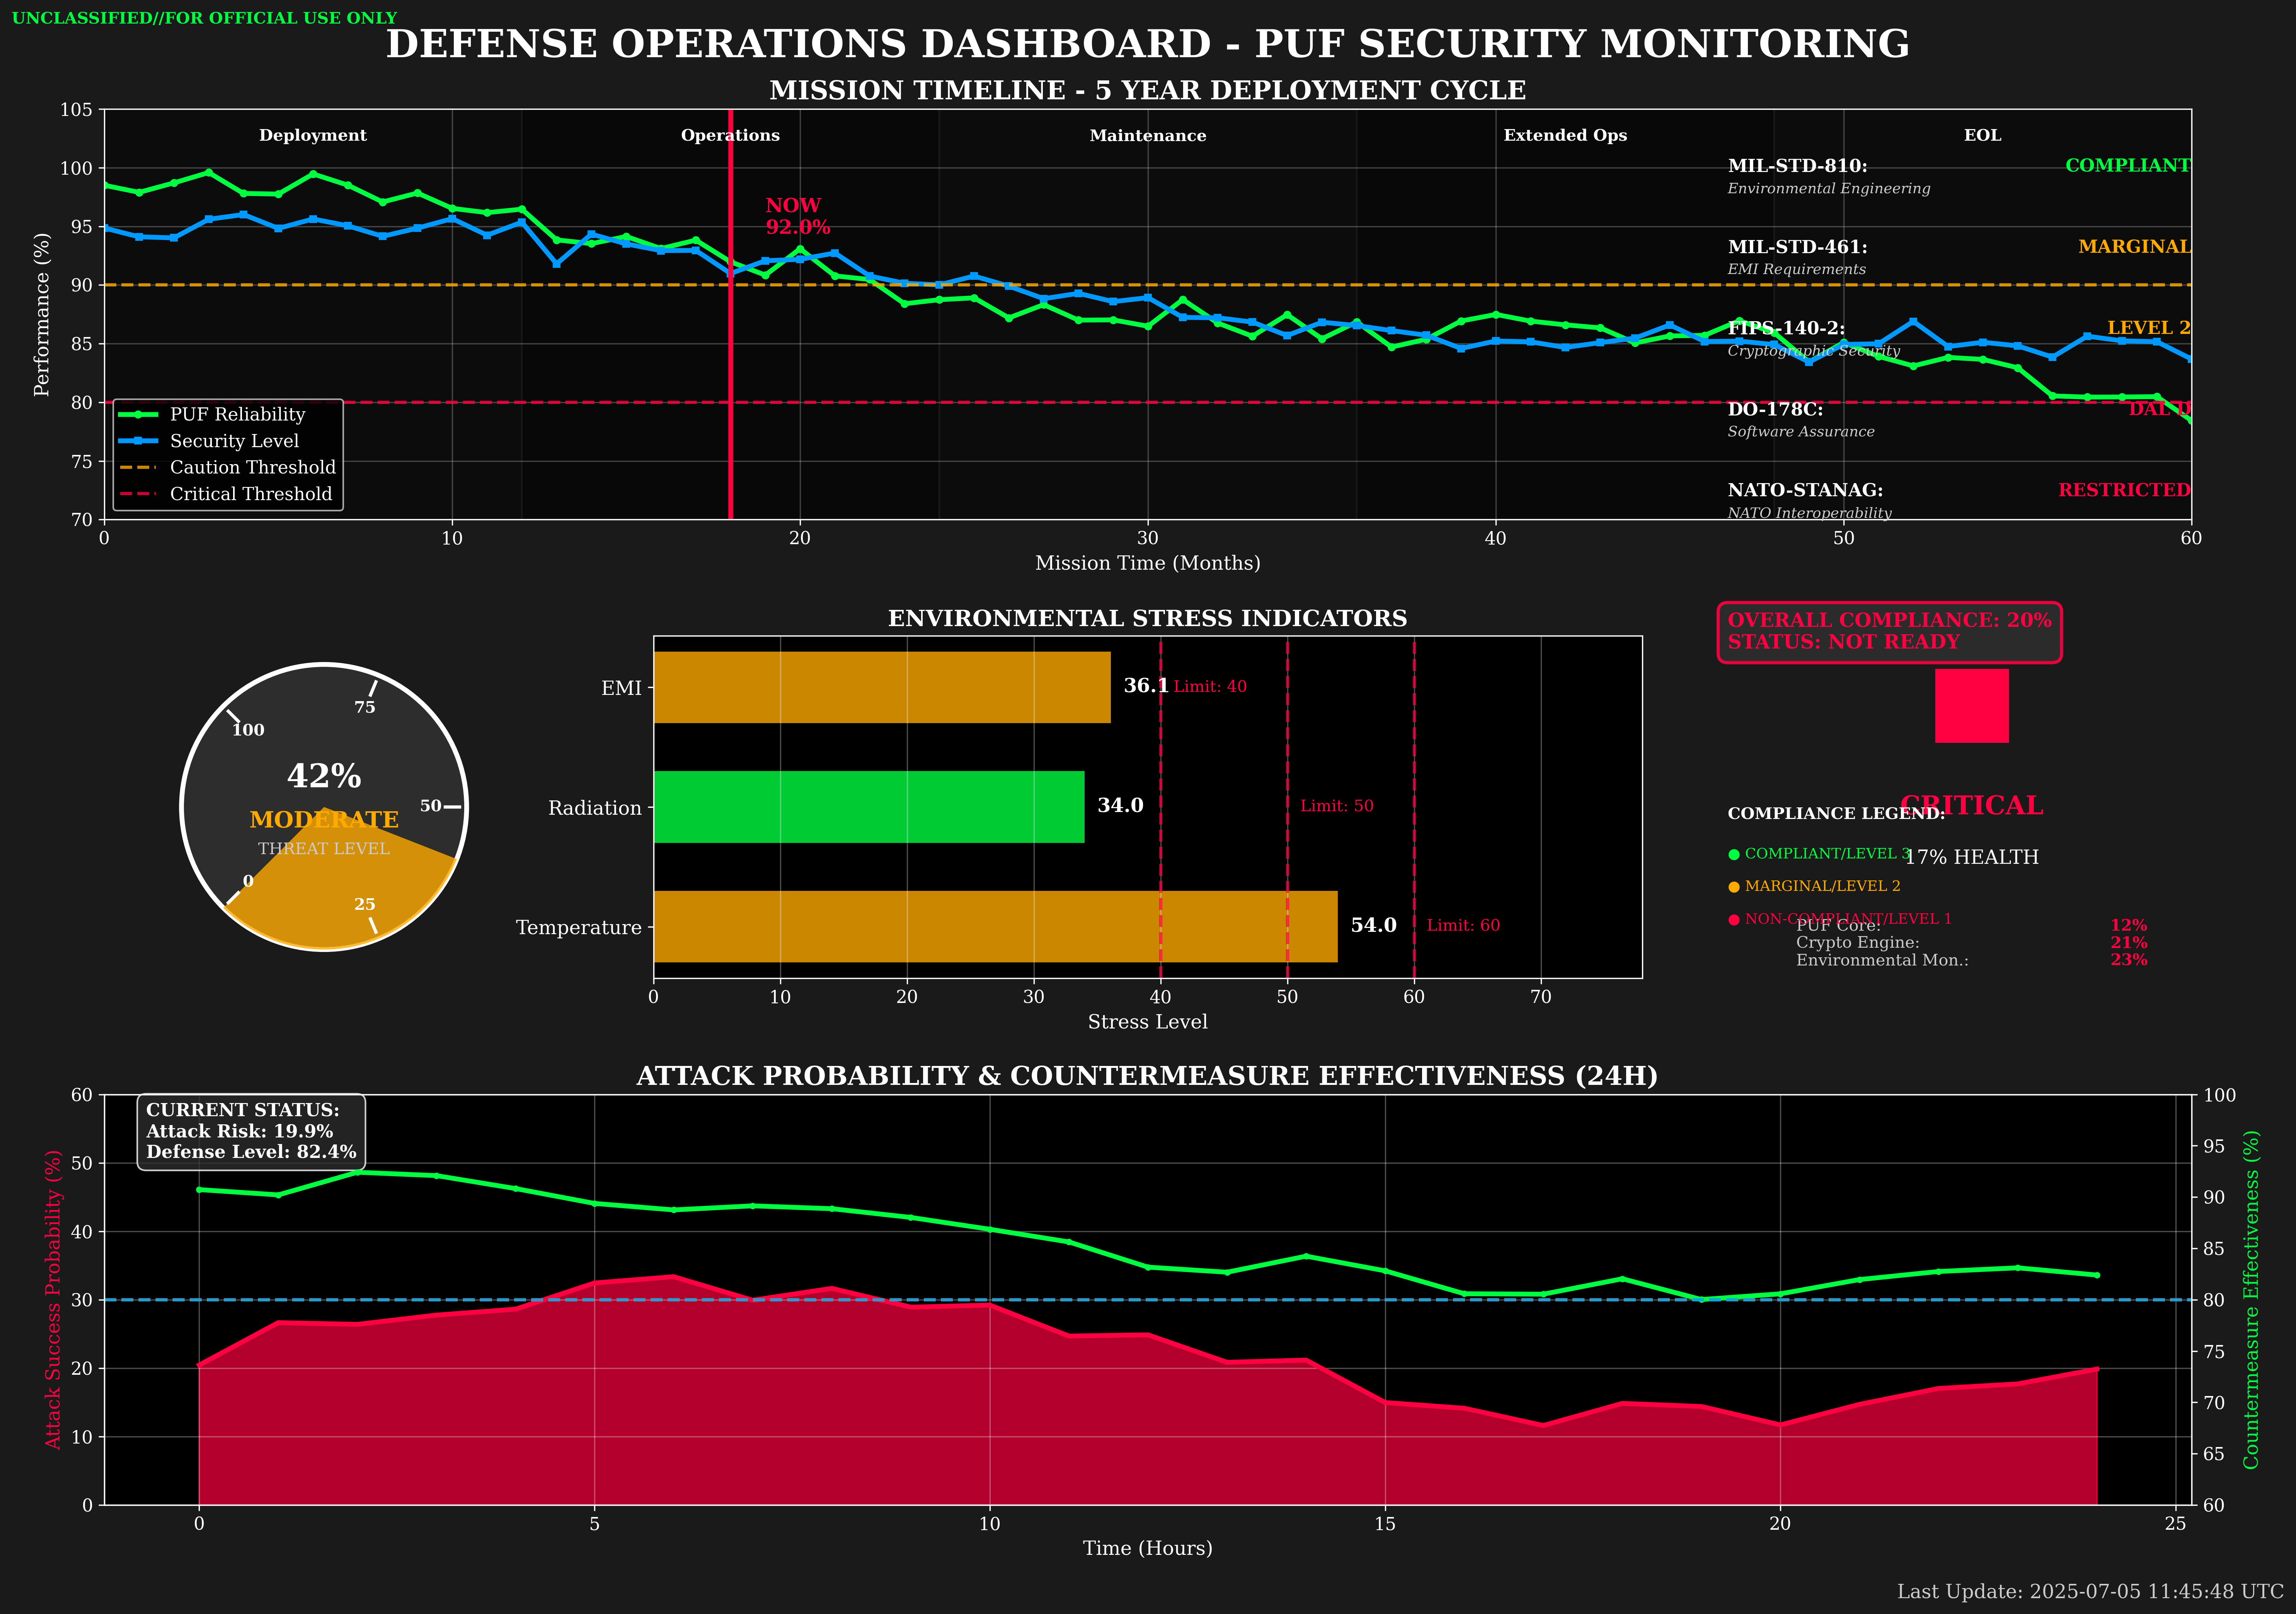 UNCLASSIFIED//FOR OFFICIAL USE ONLY
DEFENSE OPERATIONS DASHBOARD - PUF SECURITY MONITORING
MISSION TIMELINE - 5 YEAR DEPLOYMENT CYCLE
Deployment
Operations
Maintenance
Extended Ops
EOL
NOW
92.0%
MIL-STD-810:
COMPLIANT
Environmental Engineering
MIL-STD-461:
MARGINAL
EMI Requirements
FIPS-140-2:
LEVEL 2
Cryptographic Security
DO-178C:
DAL D
Software Assurance
NATO-STANAG:
RESTRICTED
NATO Interoperability
Performance (%)
105
100
95
90
85
80
75
70
PUF Reliability
Security Level
Caution Threshold
Critical Threshold
0
10
20
30
40
50
60
Mission Time (Months)
100
75
50
25
0
42%
MODERATE
THREAT LEVEL
ENVIRONMENTAL STRESS INDICATORS
EMI
36.1
Limit: 40
Radiation
34.0
Limit: 50
Temperature
54.0
Limit: 60
0
10
20
30
40
50
60
70
Stress Level
OVERALL COMPLIANCE: 20%
STATUS: NOT READY
CRITICAL
COMPLIANCE LEGEND:
COMPLIANT/LEVEL 3
17% HEALTH
MARGINAL/LEVEL 2
NON-COMPLIANT/LEVEL 1
PUF Core:
12%
Crypto Engine:
21%
Environmental Mon.:
23%
ATTACK PROBABILITY & COUNTERMEASURE EFFECTIVENESS (24H)
CURRENT STATUS:
Attack Risk: 19.9%
Defense Level: 82.4%
Attack Success Probability (%)
60
50
40
30
20
10
0
Countermeasure Effectiveness (%)
100
95
90
85
80
75
70
65
60
0
5
10
15
20
25
Time (Hours)
Last Update: 2025-07-05 11:45:48 UTC